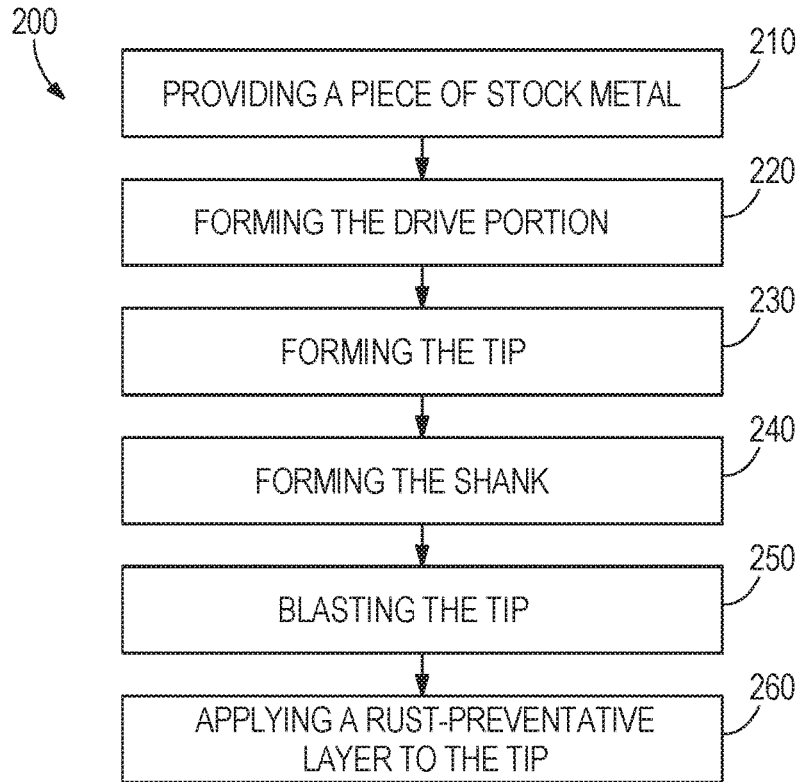 200
210
PROVIDING A PIECE OF STOCK METAL
220
FORMING THE DRIVE PORTION
230
FORMING THE TIP
240
FORMING THE SHANK
250
BLASTING THE TIP
260
APPLYING A RUST-PREVENTATIVE
LAYER TO THE TIP